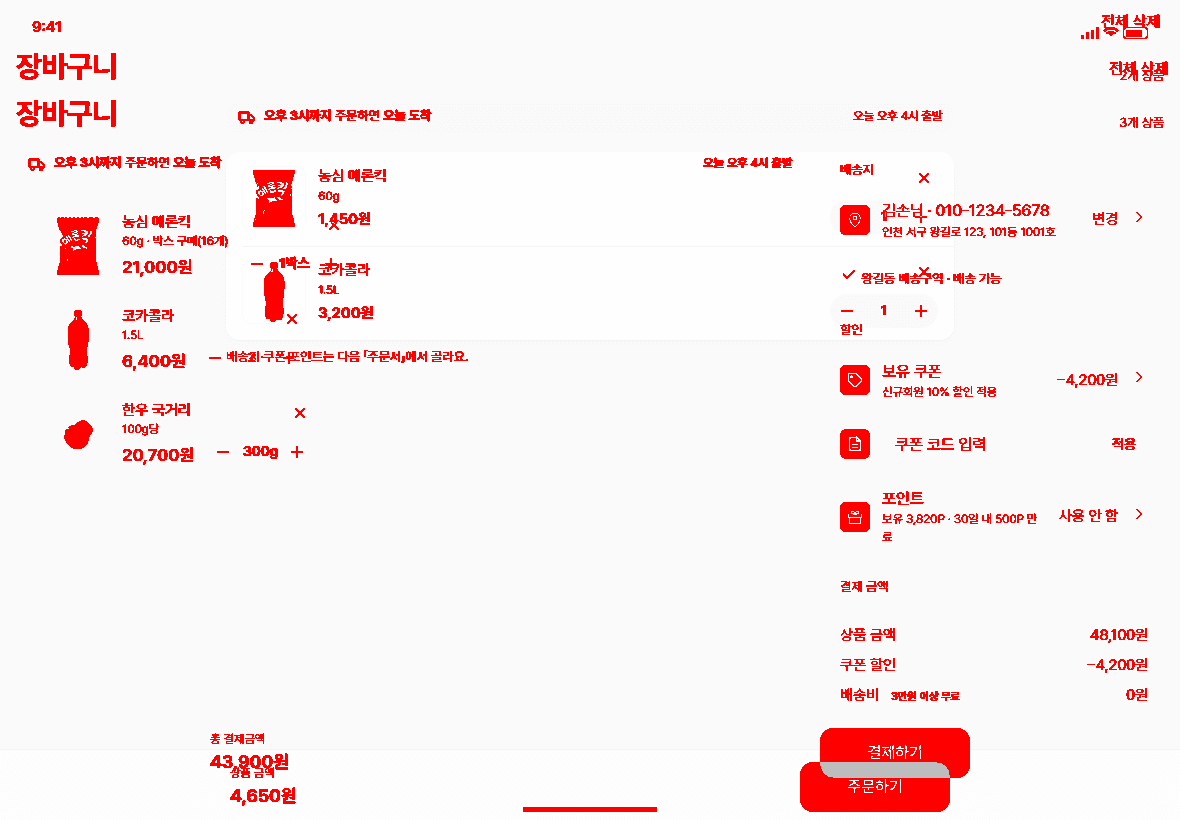 9:41
전체 삭제
장바구니
전체 삭제
2개 상품
장바구니
오후 3시까지 주문하면 오늘 도착
오늘 오후 4시 출발
3개 상품
오후 3시까지 주문하면 오늘 도착
오늘 오후 4시 출발
배송지
농심 메론킥
60g
1,450원
김손님 · 010-1234-5678
변경
인천 서구 왕길로 123, 101동 1001호
농심 메론킥
60g · 박스 구매(16개)
21,000원
1박스
코카콜라
1.5L
3,200원
왕길동 배송구역 · 배송 가능
1
할인
코카콜라
1.5L
6,400원
배송지·쿠폰·포인트는 다음 「주문서」에서 골라요.
보유 쿠폰
신규회원 10% 할인 적용
-4,200원
한우 국거리
100g당
20,700원
300g
쿠폰 코드 입력
적용
포인트
보유 3,820P · 30일 내 500P 만
료
사용 안 함
결제 금액
상품 금액
48,100원
쿠폰 할인
-4,200원
배송비
3만원 이상 무료
0원
총 결제금액
43,900원
결제하기
상품 금액
4,650원
주문하기